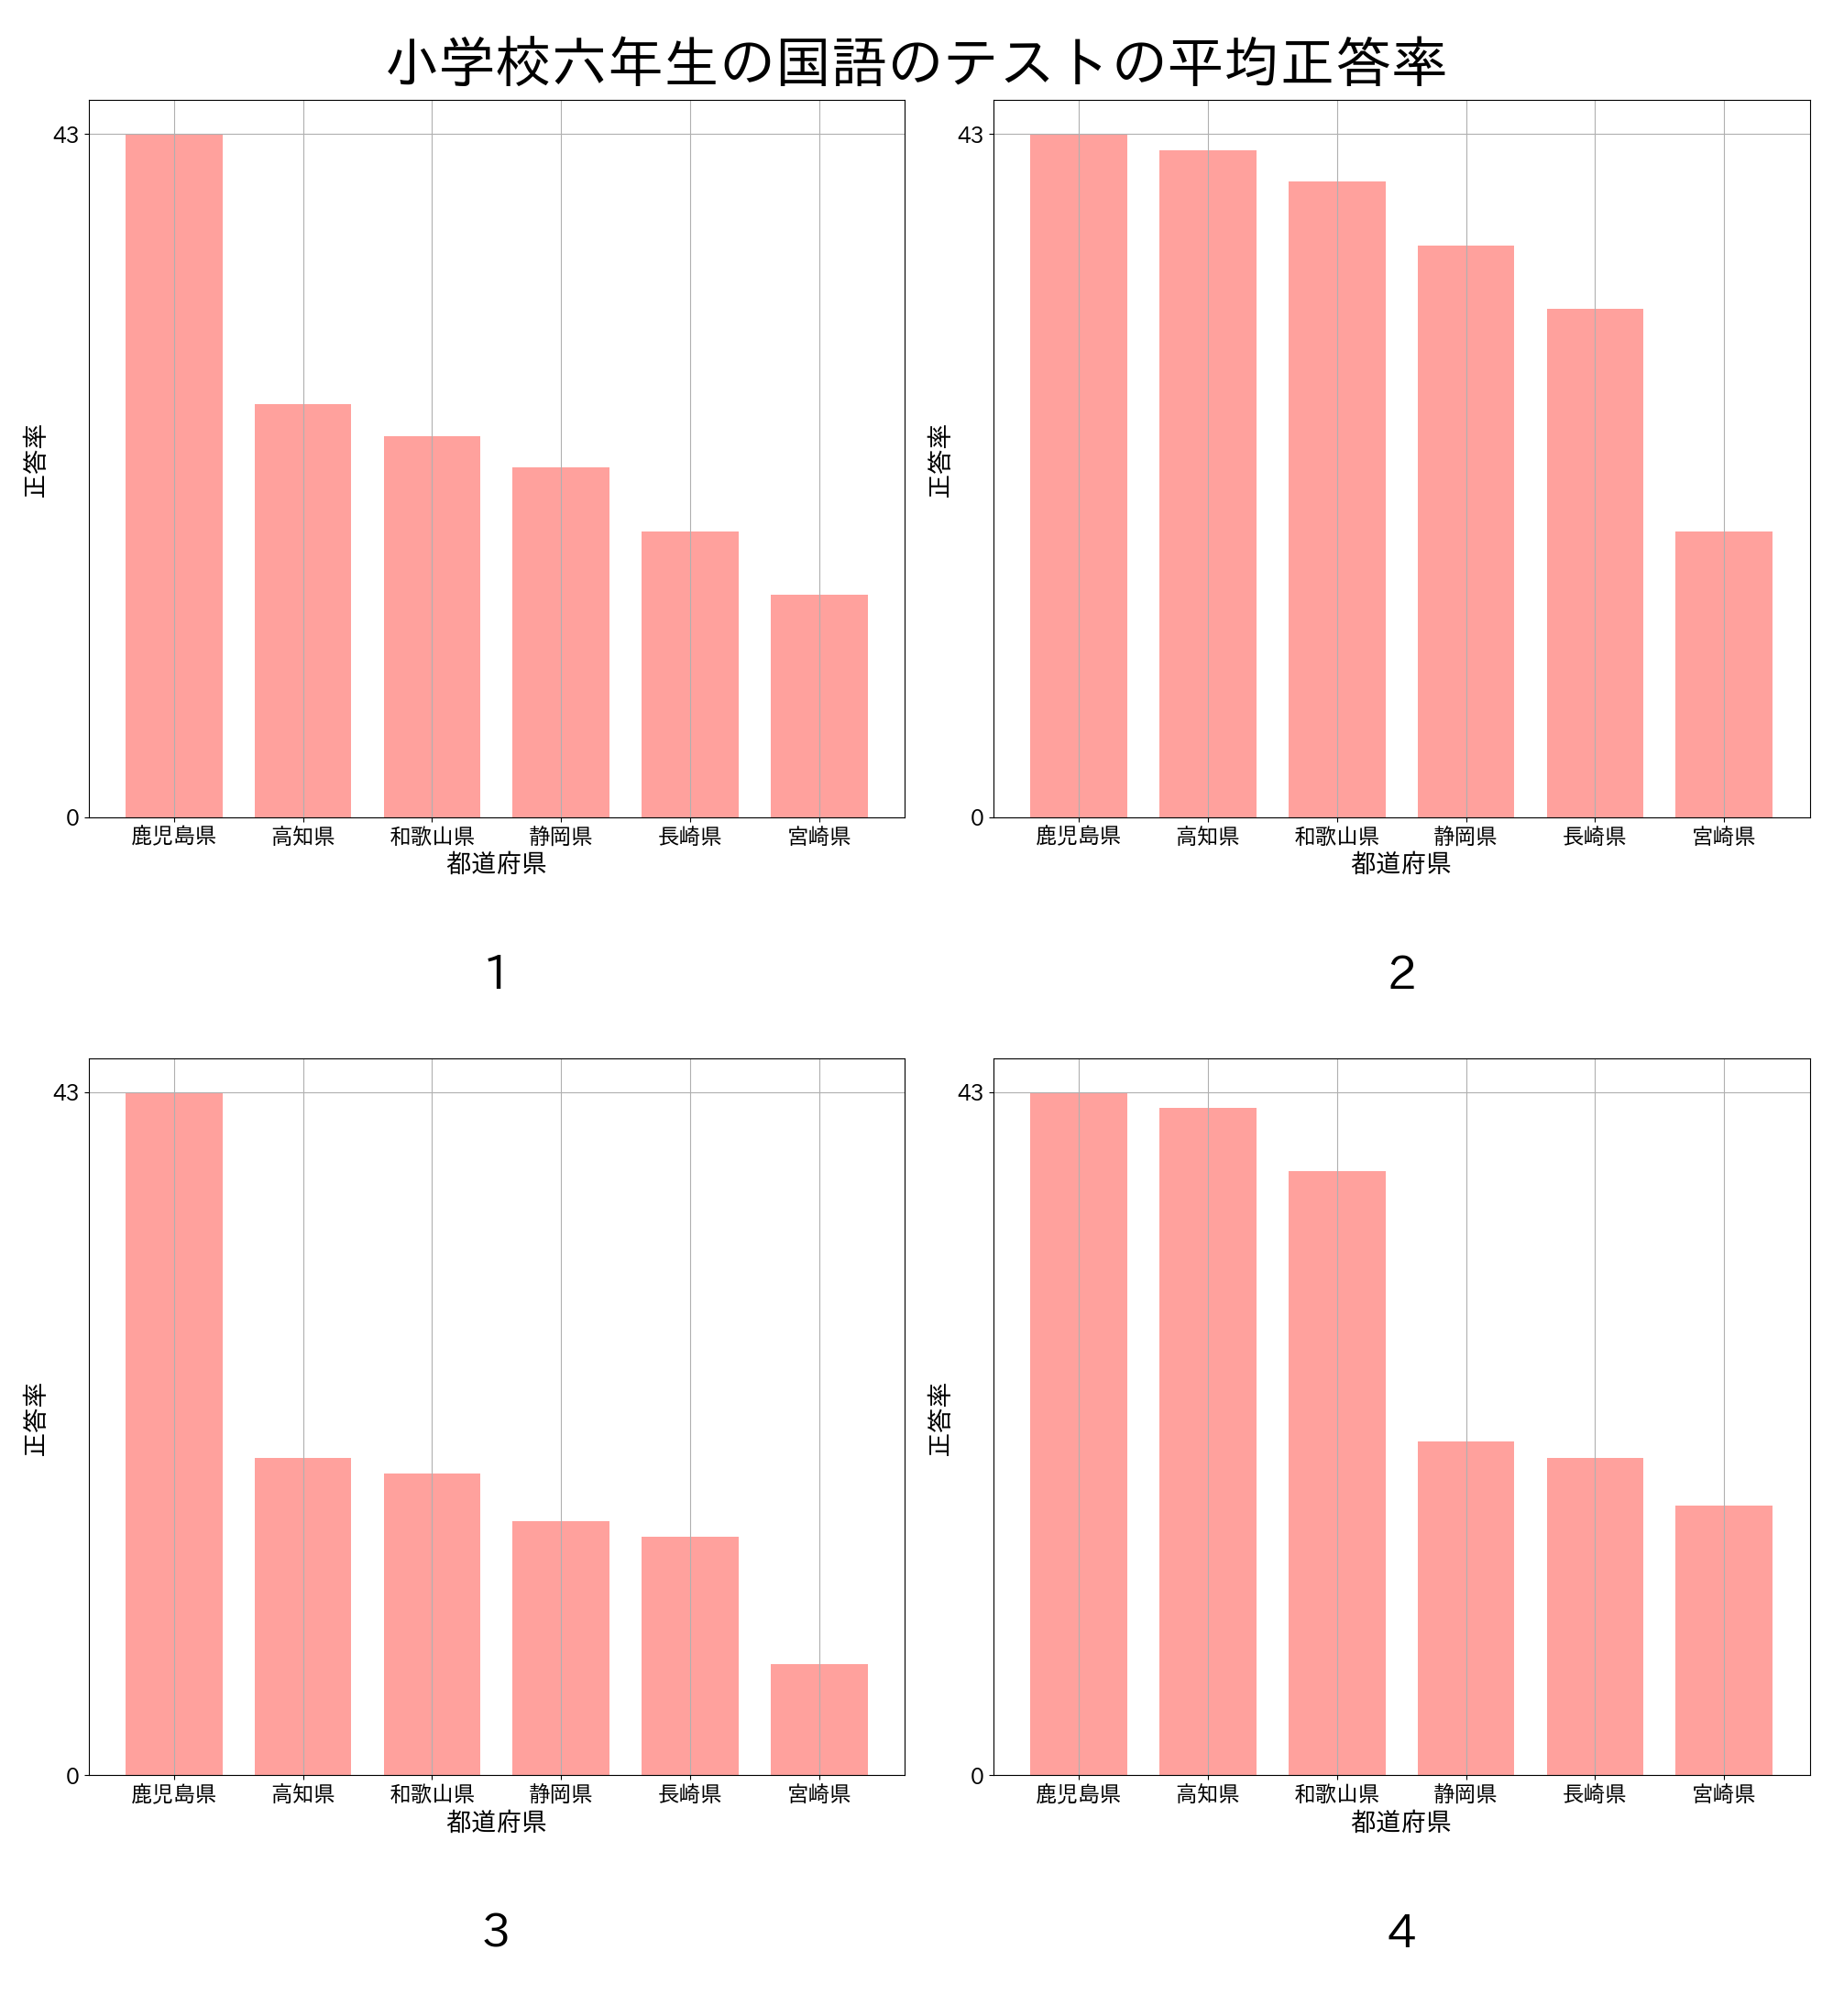 小学校六年生の国語のテストの平均正答率
43
0
正答率
鹿児島県 高知県 和歌山県 静岡県 長崎県 宮崎県
都道府県
1
43
0
正答率
鹿児島県 高知県 和歌山県 静岡県 長崎県 宮崎県
都道府県
2
43
0
正答率
鹿児島県 高知県 和歌山県 静岡県 長崎県 宮崎県
都道府県
3
43
0
正答率
鹿児島県 高知県 和歌山県 静岡県 長崎県 宮崎県
都道府県
4